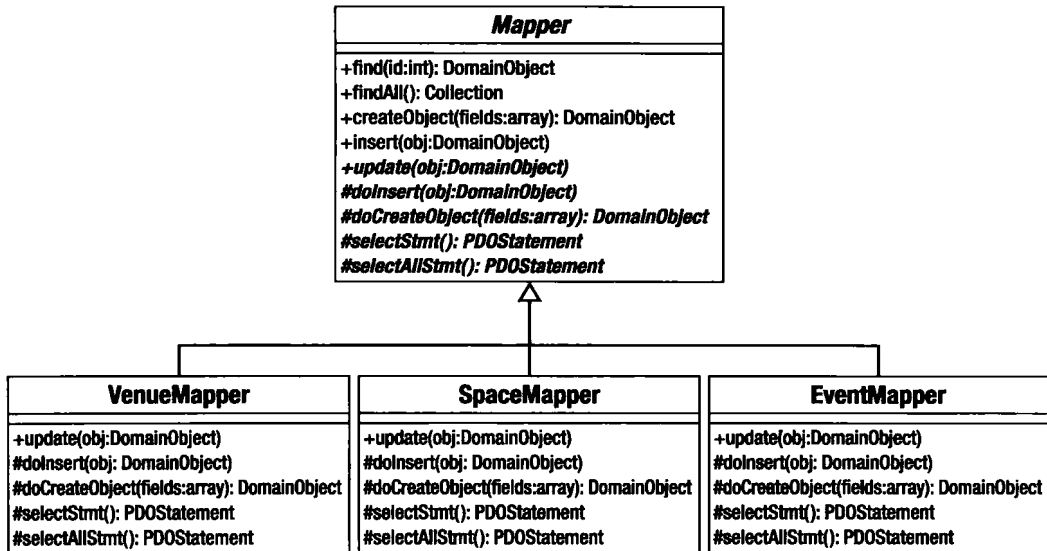 Mapper
+find(id:int): DomainObject
+findAll(): Collection
+createObject(fields:array): DomainObject
+insert(obj:DomainObject)
+update(obj:DomainObject)
#doInsert(obj:DomainObject)
#doCreateObject(fields:array): DomainObject
#selectStmt(): PDOStatement
#selectAllStmt(): PDOStatement
VenueMapper
+update(obj:DomainObject)
#doInsert(obj: DomainObject)
#doCreateObject(fields:array): DomainObject
#selectStmt(): PDOStatement
#selectAllStmt(): PDOStatement
SpaceMapper
+update(obj:DomainObject)
#doInsert(obj: DomainObject)
#doCreateObject(fields:array): DomainObject
#selectStmt(): PDOStatement
#selectAllStmt(): PDOStatement
EventMapper
+update(obj:DomainObject)
#doInsert(obj: DomainObject)
#doCreateObject(fields:array): DomainObject
#selectStmt(): PDOStatement
#selectAllStmt(): PDOStatement